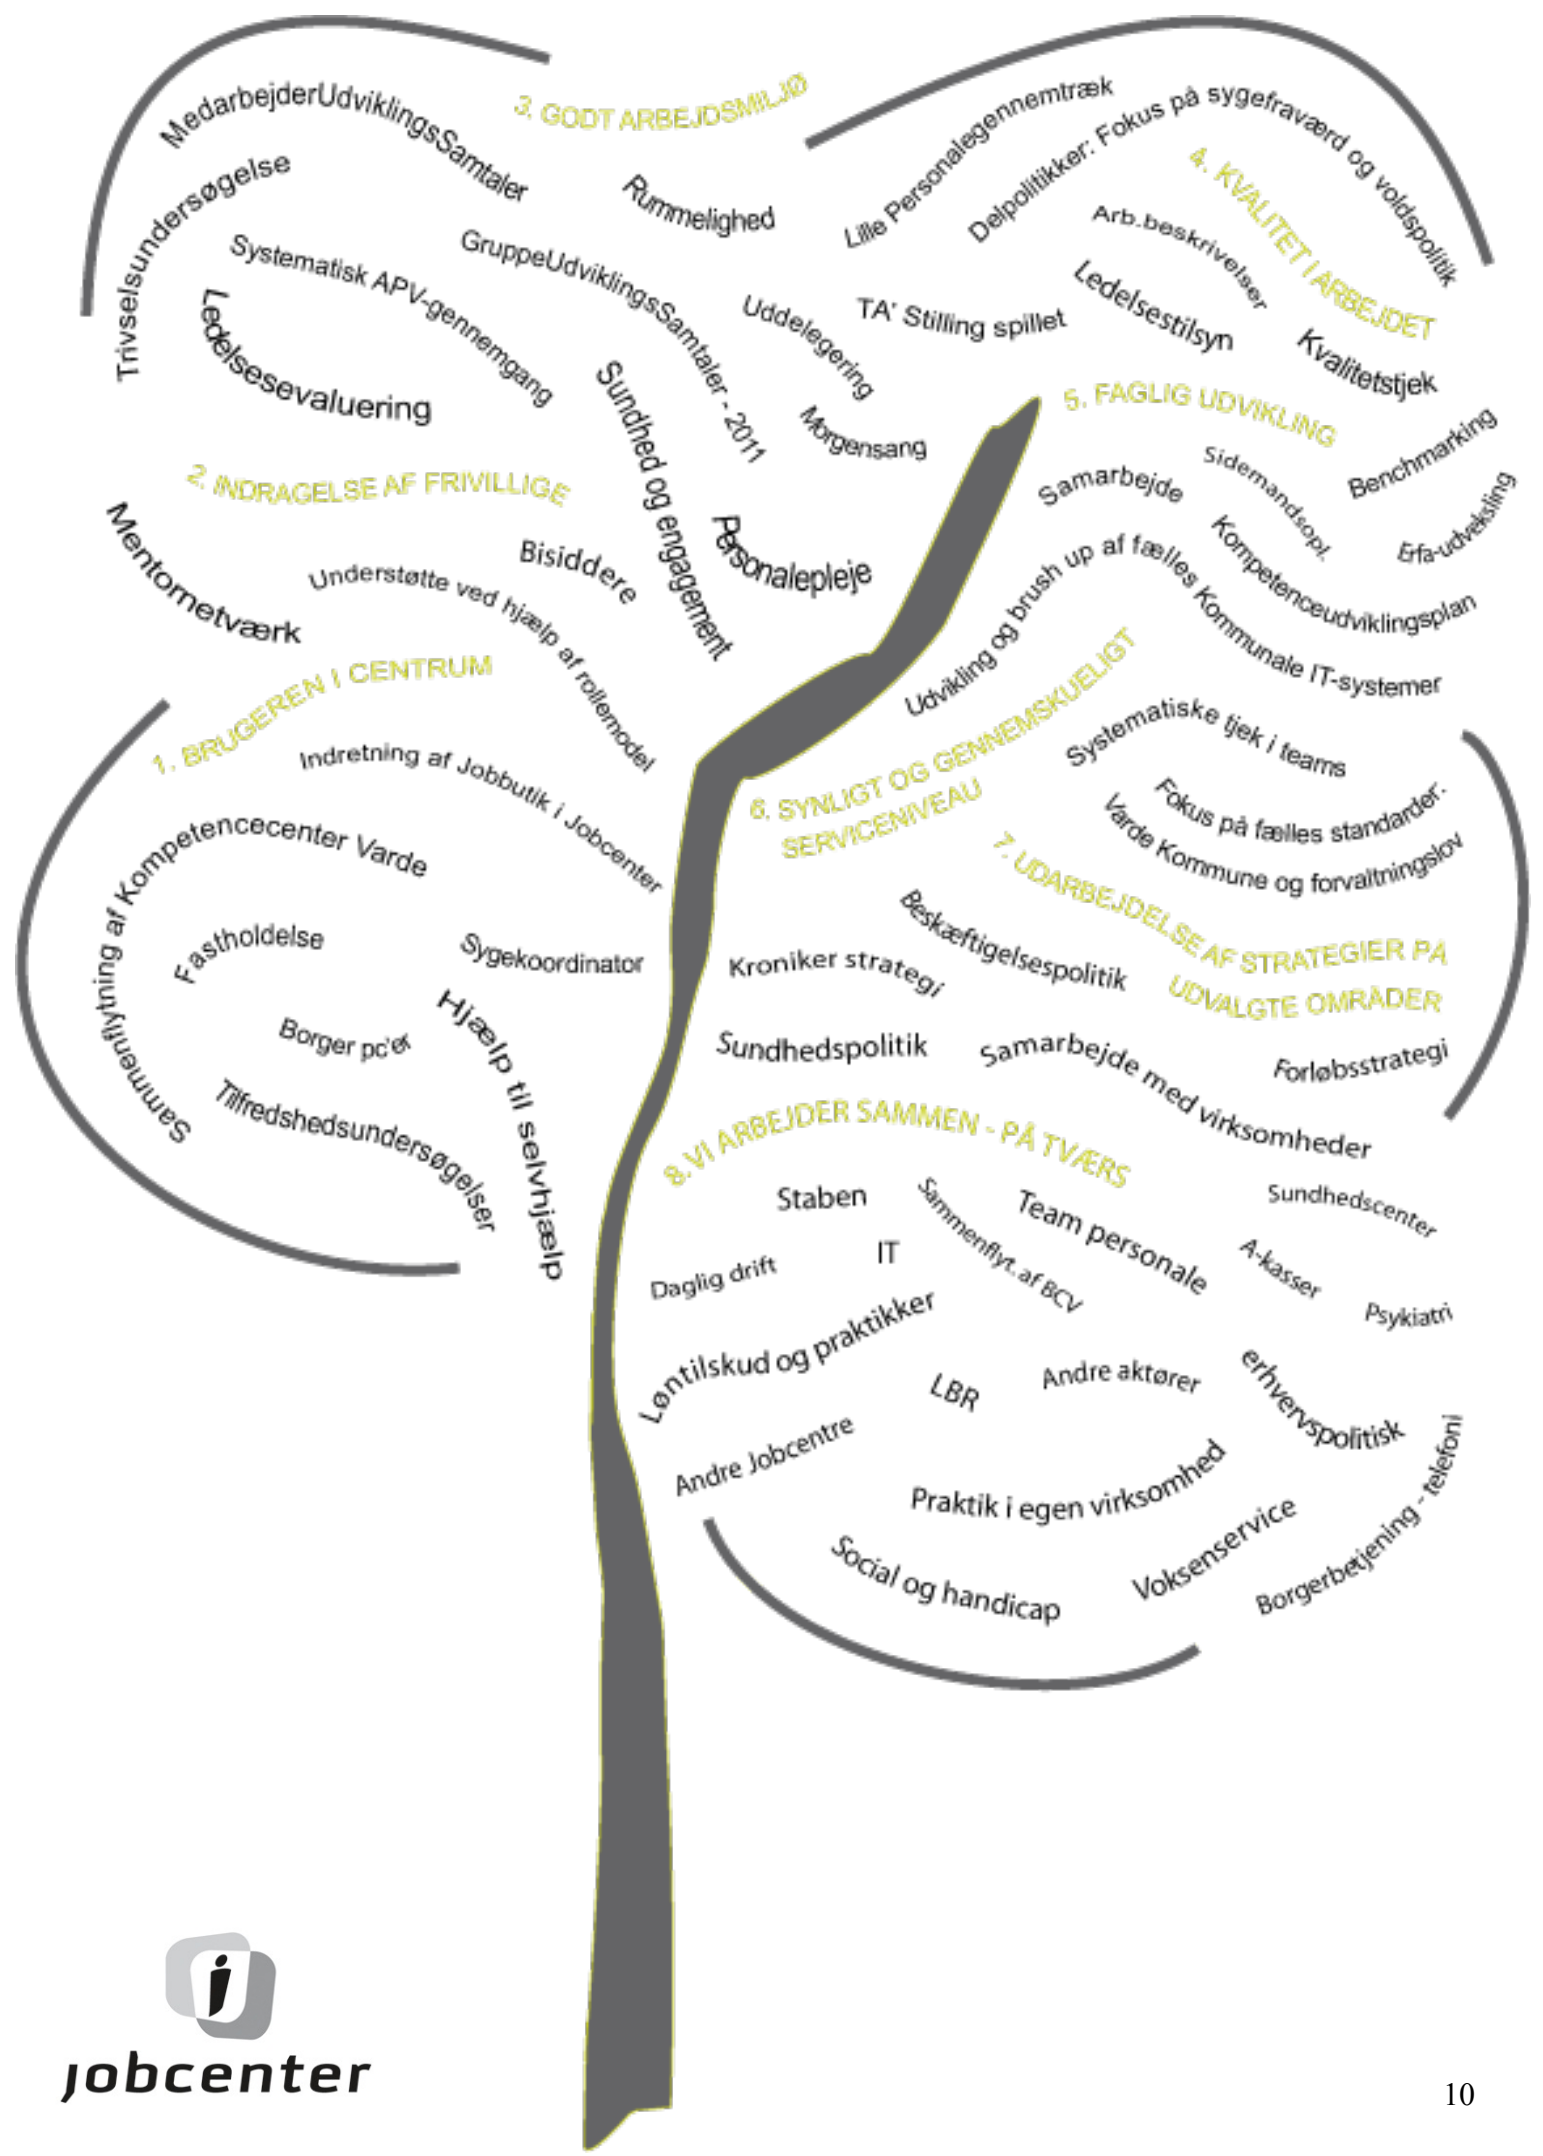 3. GODT ARBEJDSMILJØ
MedarbejderUdviklingsSamtaler
Trivselsundersøgelse
Rummelighed
Systematisk APV-gennemgang
GruppeUdviklingsSamtaler - 2011
Ledelsesevaluering
Uddelegering
Sundhed og engagement
Morgensang
Personalepleje
TA' Stilling spillet
Lille Personalegennemtræk
Delpolitikker: Fokus på sygefraværd og voldspolitik
4. KVALITET I ARBEJDET
Arb.beskrivelser
Ledelsestilsyn
Kvalitetstjek
5. FAGLIG UDVIKLING
Benchmarking
Sidemandsopl.
Samarbejde
Erfa-udveksling
Kompetenceudviklingsplan
Udvikling og brush up af fælles Kommunale IT-systemer
2. INDRAGELSE AF FRIVILLIGE
Mentornetværk
Bisiddere
Understøtte ved hjælp af rollemodel
1. BRUGEREN I CENTRUM
Indretning af Jobbutik i Jobcenter
Sammenflytning af Kompetencecenter Varde
Fastholdelse
Sygekoordinator
Borger pc'er
Hjælp til selvhjælp
Tilfredshedsundersøgelser
6. SYNLIGT OG GENNEMSKUELIGT
SERVICENIVEAU
Systematiske tjek i teams
Fokus på fælles standarder:
Varde Kommune og forvaltningslov
7. UDARBEJDELSE AF STRATEGIER PÅ
UDVALGTE OMRÅDER
Beskæftigelsespolitik
Kroniker strategi
Sundhedspolitik
Samarbejde med virksomheder
Forløbsstrategi
8. VI ARBEJDER SAMMEN - PÅ TVÆRS
Staben
Sammenflyt. af BCV
Team personale
Sundhedscenter
IT
A-kasser
Daglig drift
Psykiatri
Løntilskud og praktikker
LBR
Andre aktører
erhvervspolitisk
Andre Jobcentre
Praktik i egen virksomhed
Borgerbetjening - telefoni
Voksenservice
Social og handicap
jobcenter
10